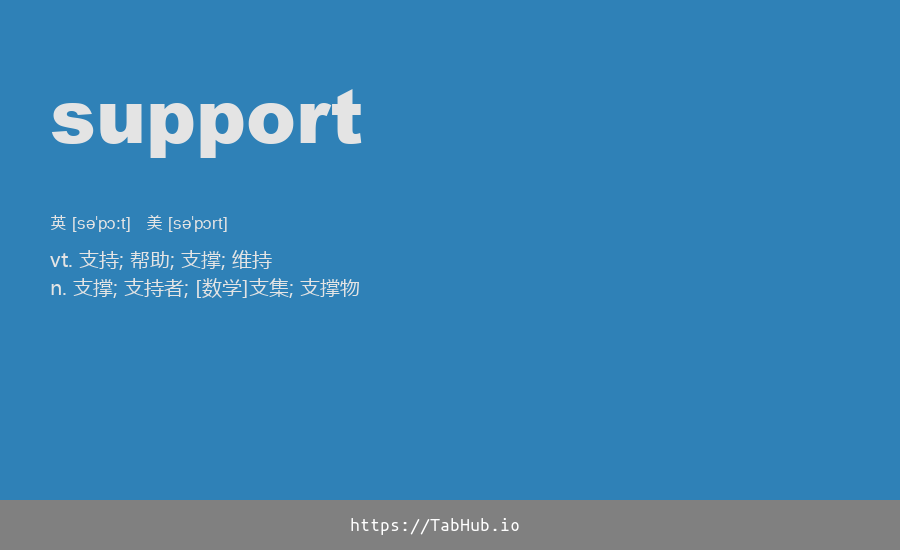 support
英 [səˈpɔːt] 美 [səˈpɔrt]
vt. 支持; 帮助; 支撑; 维持
n. 支撑; 支持者; [数学]支集; 支撑物
https://TabHub.io